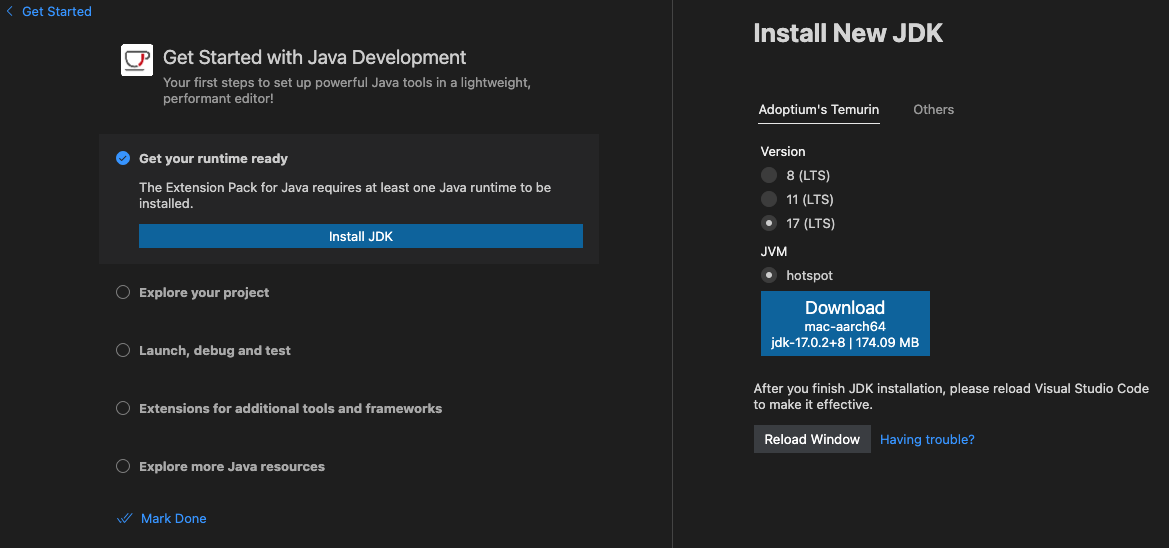 Get Started
Get Started with Java Development
Your first steps to set up powerful Java tools in a lightweight,
performant editor!
Get your runtime ready
The Extension Pack for Java requires at least one Java runtime to be
installed.
Install JDK
Explore your project
Launch, debug and test
Extensions for additional tools and frameworks
Explore more Java resources
Mark Done
Install New JDK
Adoptium's Temurin
Others
Version
8 (LTS)
11 (LTS)
17 (LTS)
JVM
hotspot
Download
mac-aarch64
jdk-17.0.2+8 | 174.09 MB
After you finish JDK installation, please reload Visual Studio Code
to make it effective.
Reload Window
Having trouble?